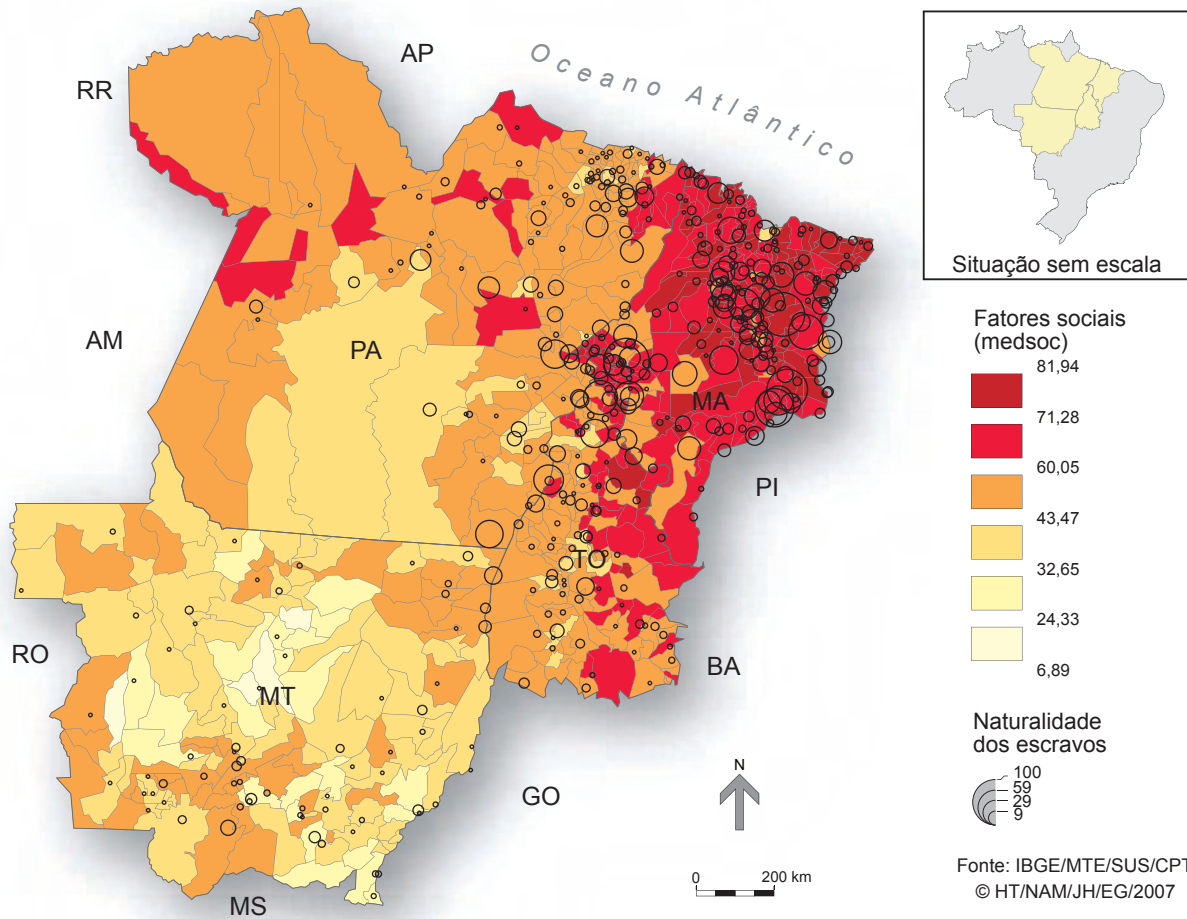 RR
AP
Oceano Atlântico
AM
PA
MA
PI
TO
RO
MT
BA
GO
MS
N
0 200 km
Situação sem escala
Fatores sociais
(medsoc)
81,94
71,28
60,05
43,47
32,65
24,33
6,89
Naturalidade
dos escravos
100
59
29
9
Fonte: IBGE/MTE/SUS/CPT
© HT/NAM/JH/EG/2007